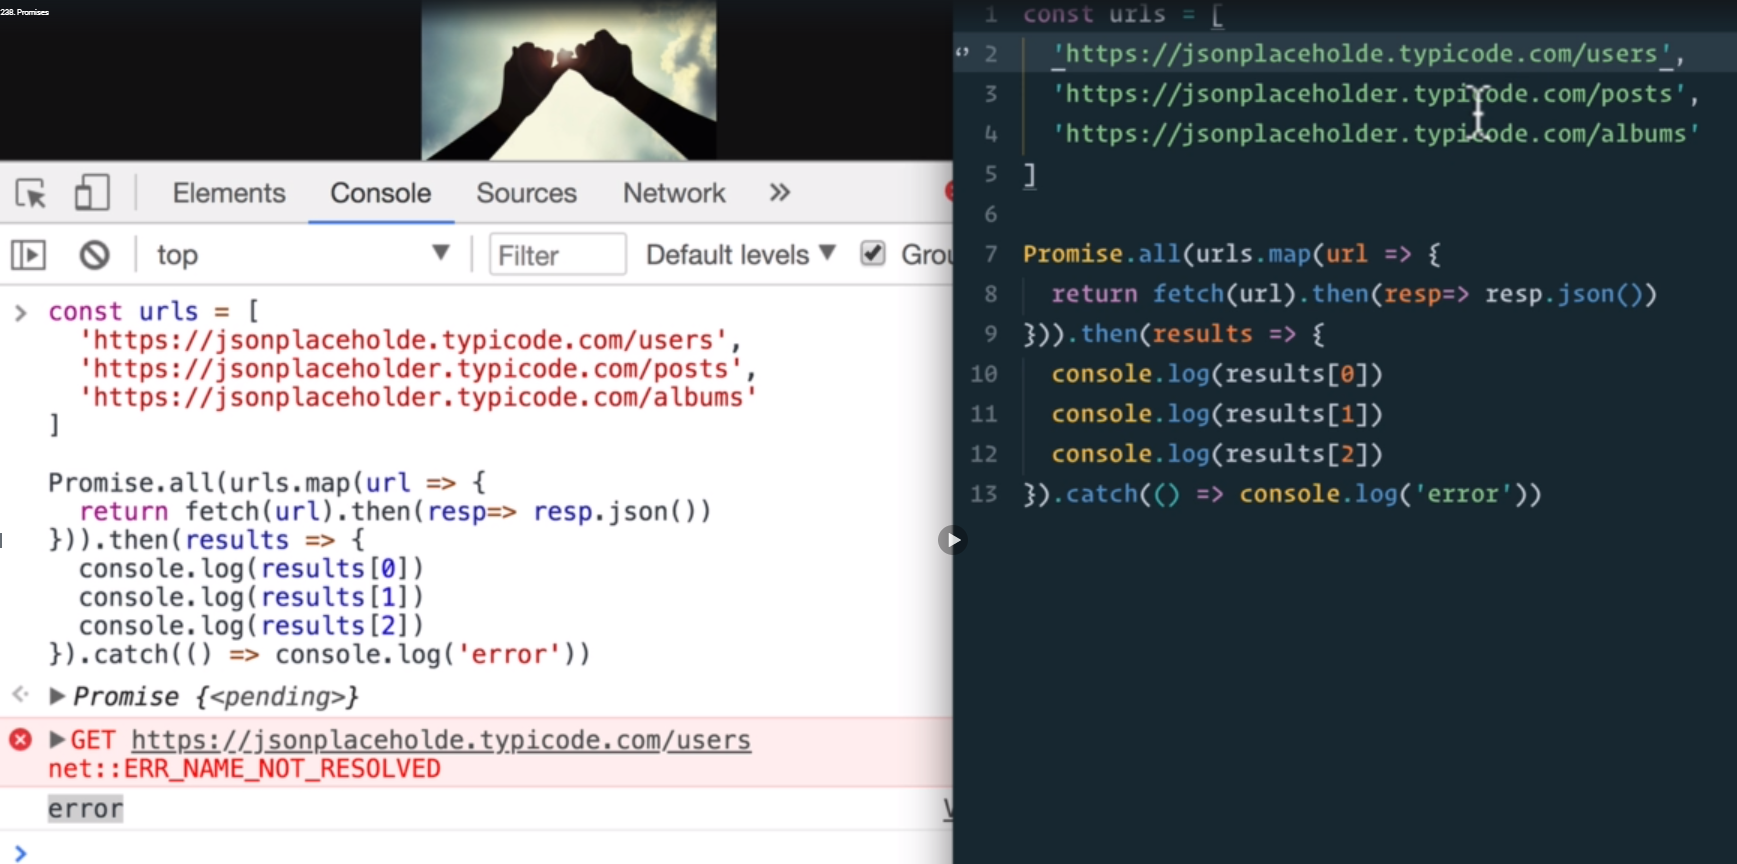 238. Promises
Elements Console Sources Network »
top Filter Default levels
const urls = [
'https://jsonplaceholde.typicode.com/users',
'https://jsonplaceholder.typicode.com/posts',
'https://jsonplaceholder.typicode.com/albums'
]
Promise.all(urls.map(url => {
return fetch(url).then(resp=> resp.json())
})).then(results => {
console.log(results[0])
console.log(results[1])
console.log(results[2])
}).catch(() => console.log('error'))
Promise {<pending>}
GET https://jsonplaceholde.typicode.com/users
net::ERR_NAME_NOT_RESOLVED
error
1 const urls = [
2 'https://jsonplaceholde.typicode.com/users',
3 'https://jsonplaceholder.typicode.com/posts',
4 'https://jsonplaceholder.typicode.com/albums'
5 ]
6
7 Promise.all(urls.map(url => {
8 return fetch(url).then(resp=> resp.json())
9 })).then(results => {
10 console.log(results[0])
11 console.log(results[1])
12 console.log(results[2])
13 }).catch(() => console.log('error'))